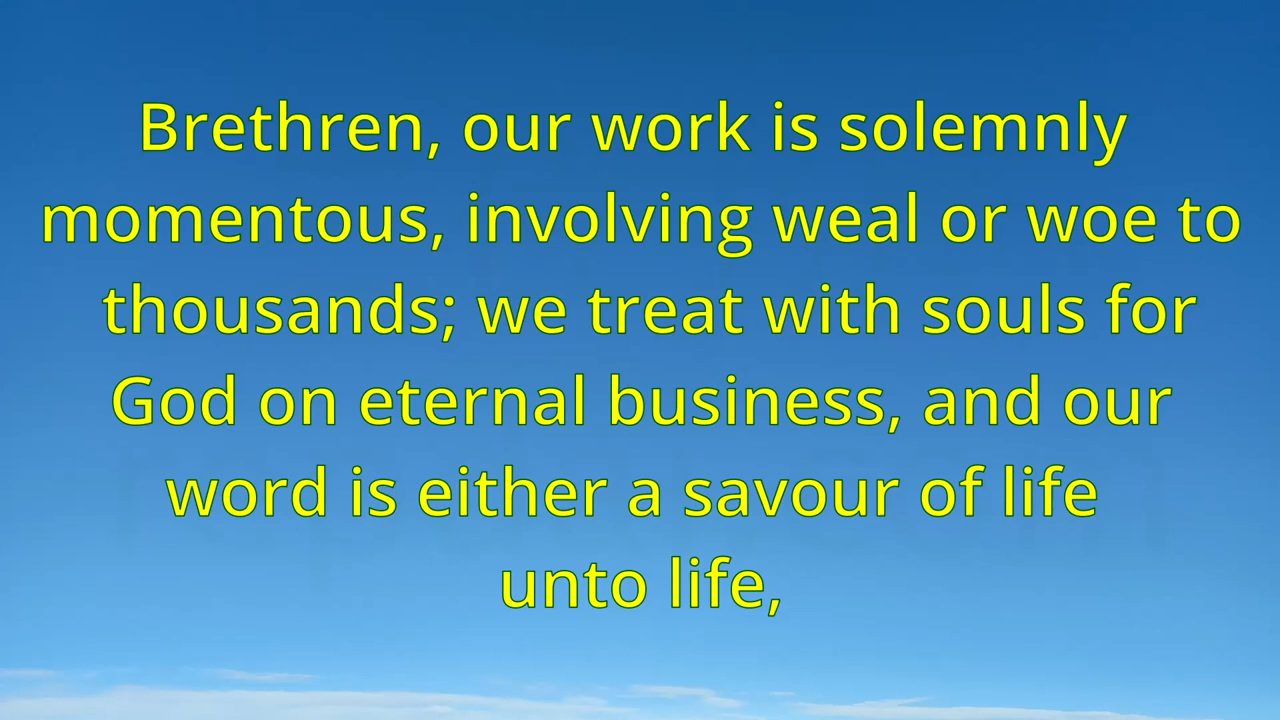 Brethren, our work is solemnly
momentous, involving weal or woe to
thousands; we treat with souls for
God on eternal business, and our
word is either a savour of life
unto life,